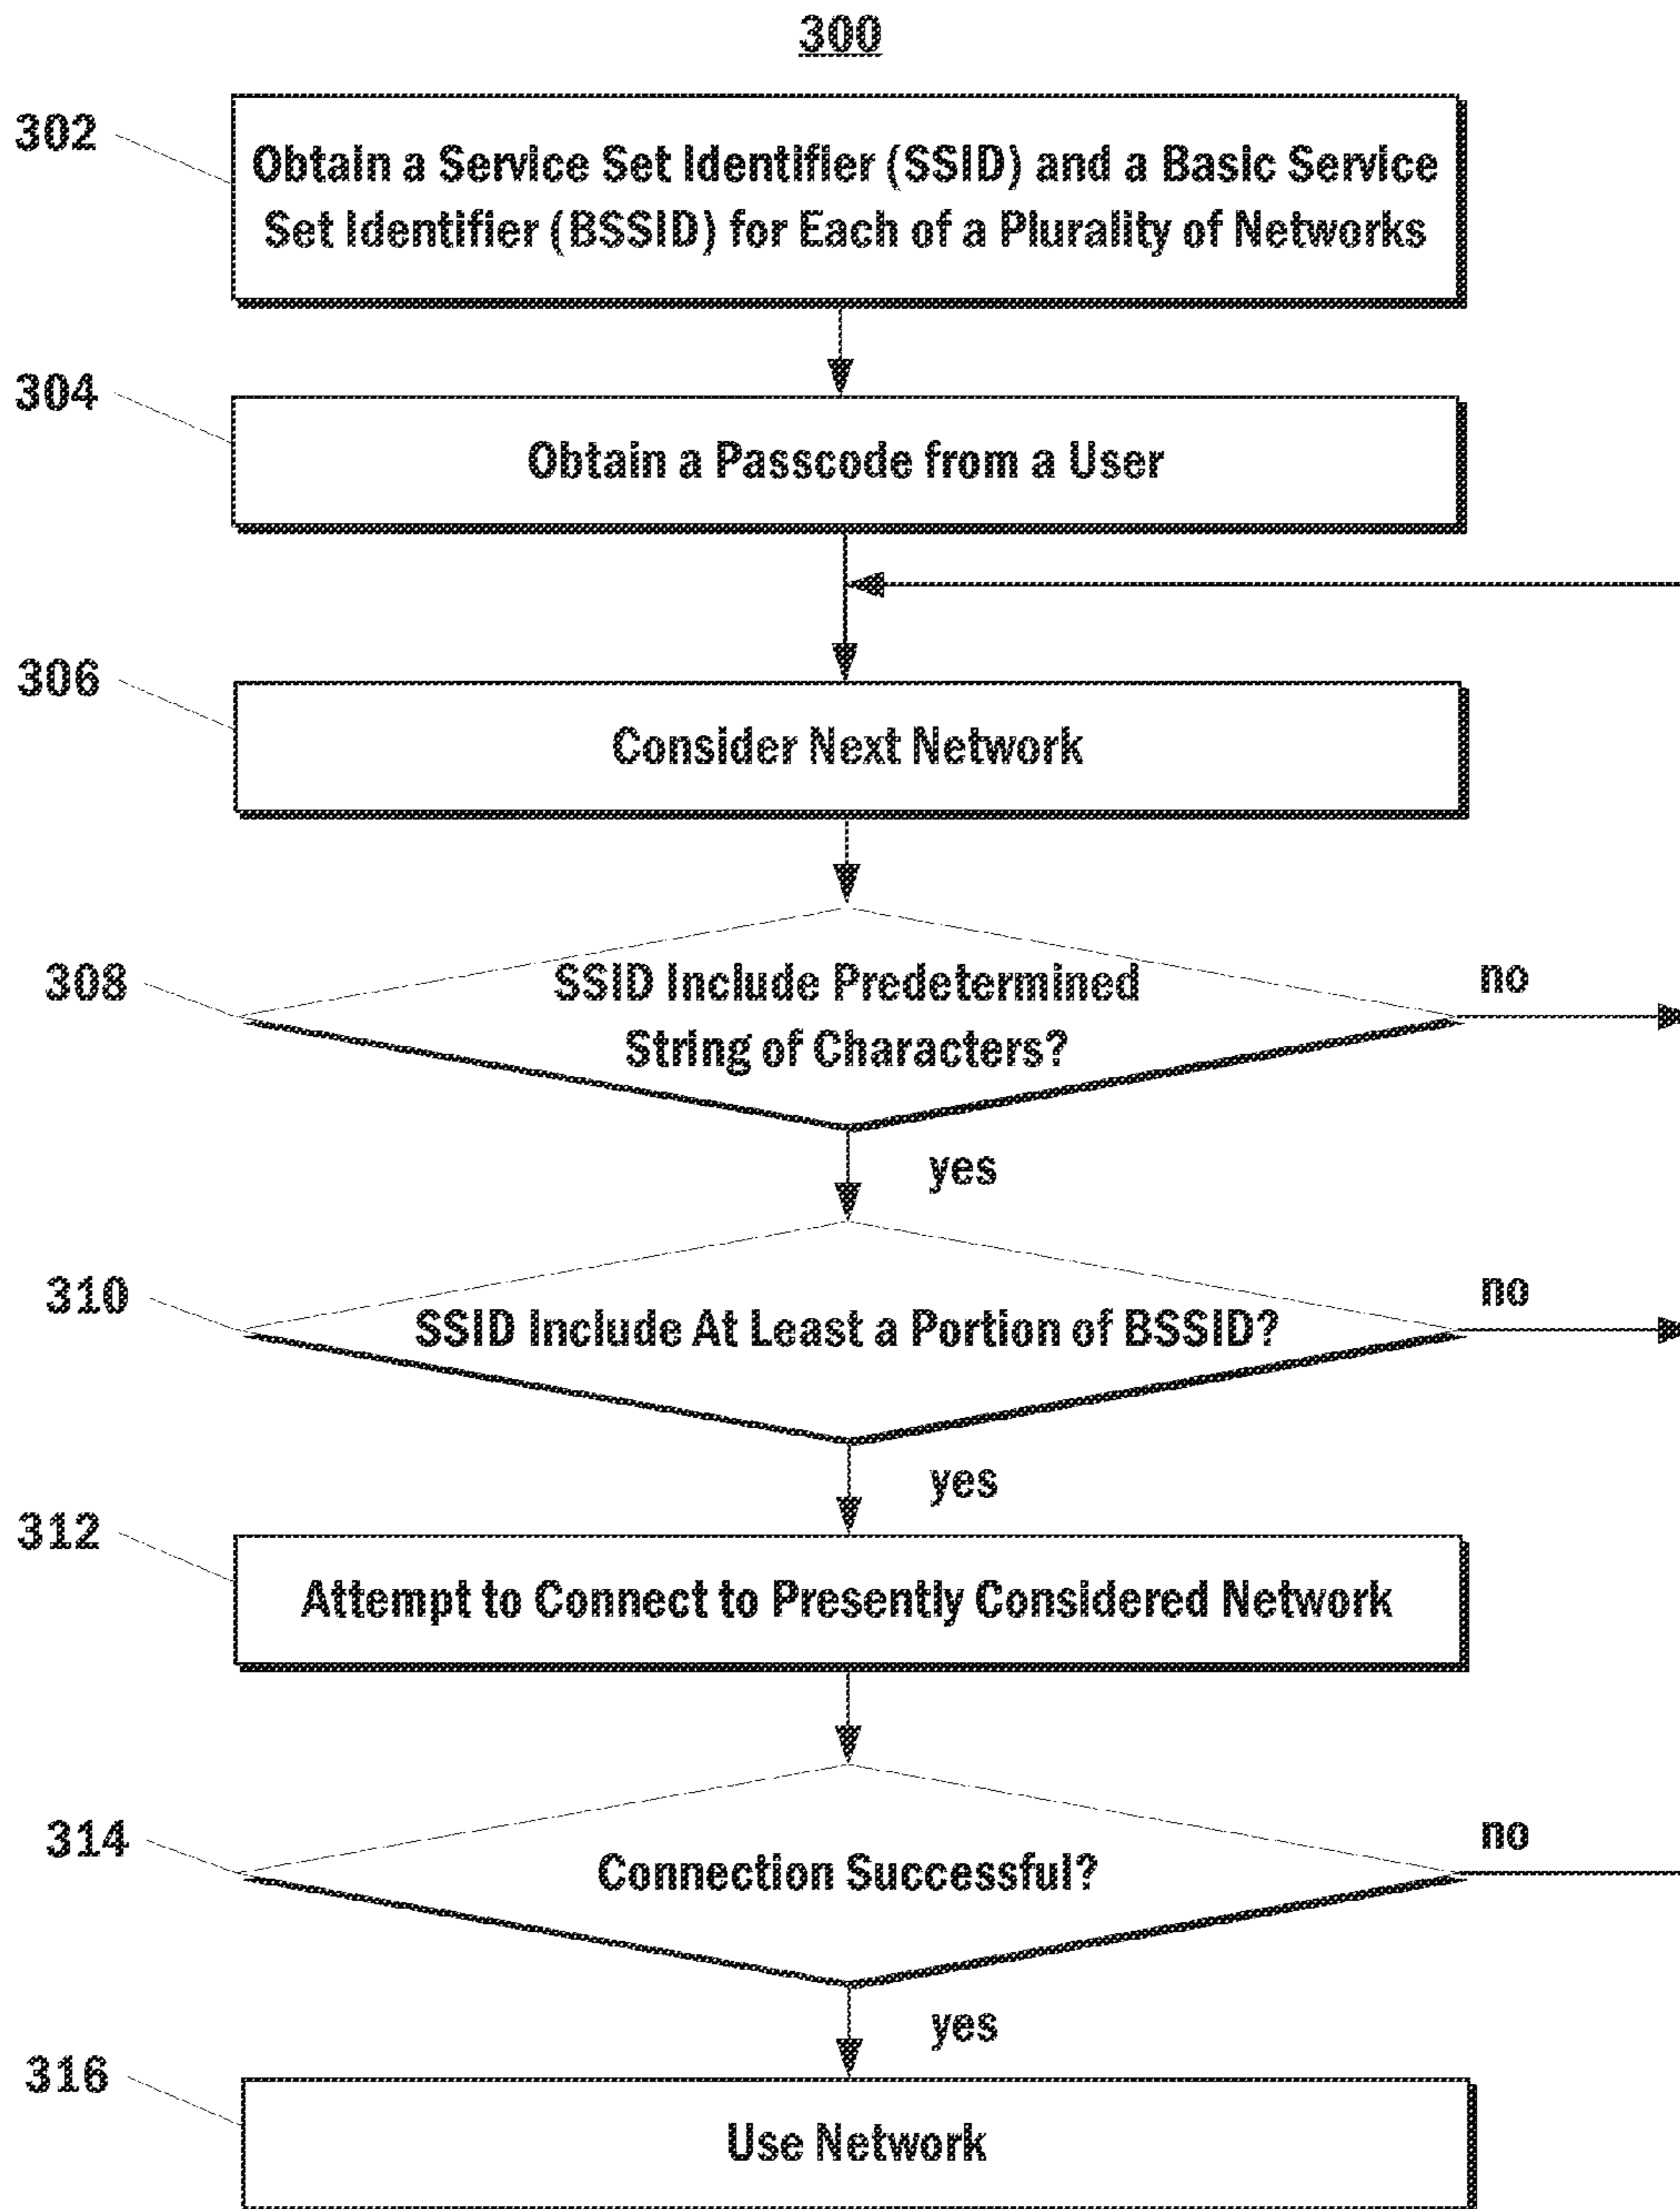 300
302
Obtain a Service Set Identifier (SSID) and a Basic Service
Set Identifier (BSSID) for Each of a Plurality of Networks
304
Obtain a Passcode from a User
306
Consider Next Network
308
SSID Include Predetermined
String of Characters?
no
yes
310
SSID Include At Least a Portion of BSSID?
no
yes
312
Attempt to Connect to Presently Considered Network
314
Connection Successful?
no
yes
316
Use Network